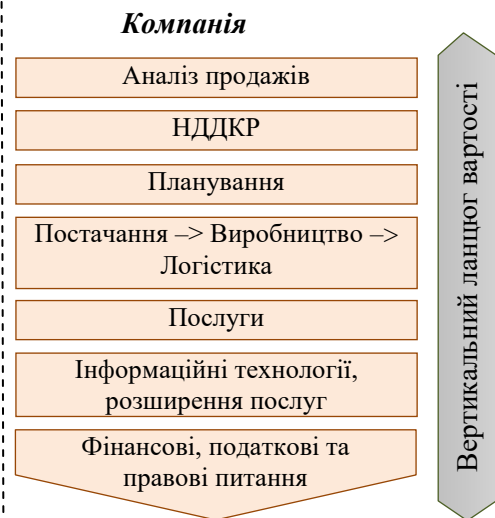 Компанія
Аналіз продажів
НДДКР
Планування
Постачання –> Виробництво –>
Логістика
Послуги
Інформаційні технології,
розширення послуг
Фінансові, податкові та
правові питання
Вертикальний ланцюг вартості